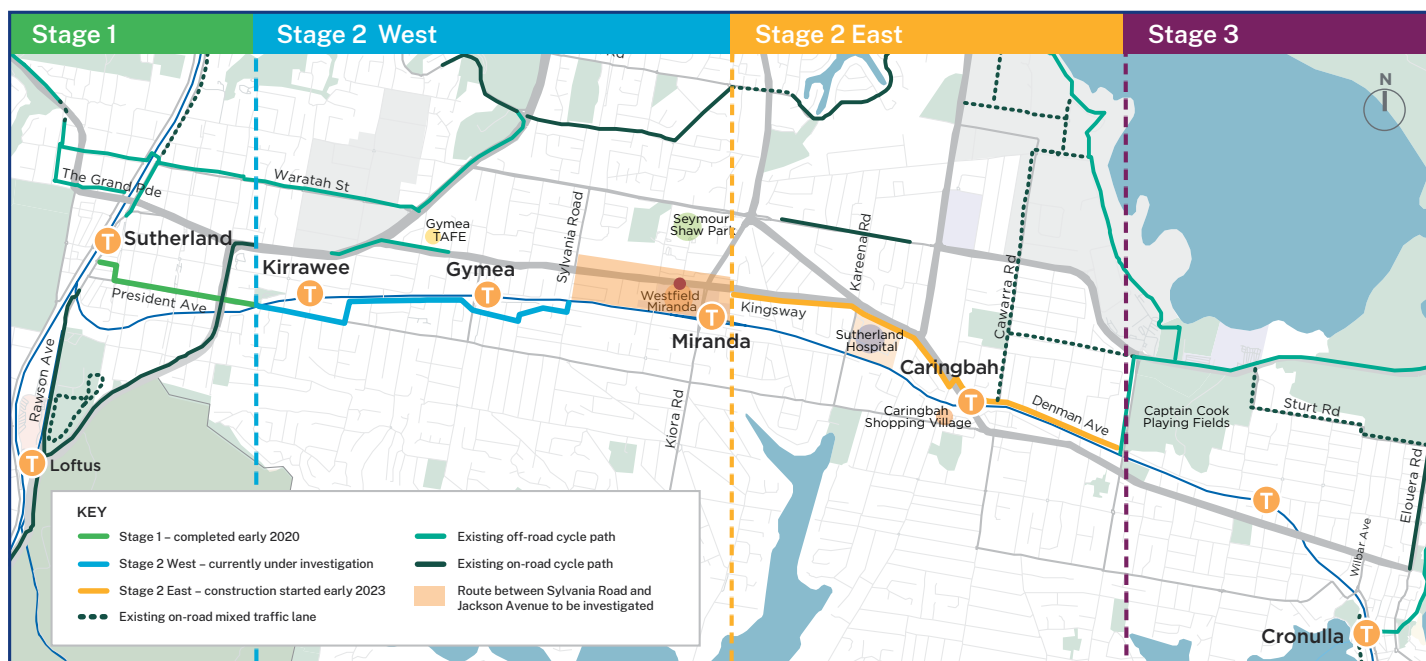 Stage 1
Stage 2 West
Stage 2 East
Stage 3
Rd
N
The Grand Pde
Waratah St
Sutherland
T
President Ave
Kirrawee
T
Gymea
TAFE
Gymea
T
Sylvania Road
Seymour
Shaw Park
Westfield
Miranda
T
Miranda
Kingsway
Kareena Rd
Sutherland
Hospital
Caringbah
T
Caringbah
Shopping Village
Cawarra Rd
Denman Ave
Captain Cook
Playing Fields
Sturt Rd
Elouera Rd
Wilbar Ave
T
Cronulla
T
Kiora Rd
Rawson Ave
T
Loftus
KEY
Stage 1 – completed early 2020
Stage 2 West – currently under investigation
Stage 2 East – construction started early 2023
Existing on-road mixed traffic lane
Existing off-road cycle path
Existing on-road cycle path
Route between Sylvania Road and
Jackson Avenue to be investigated